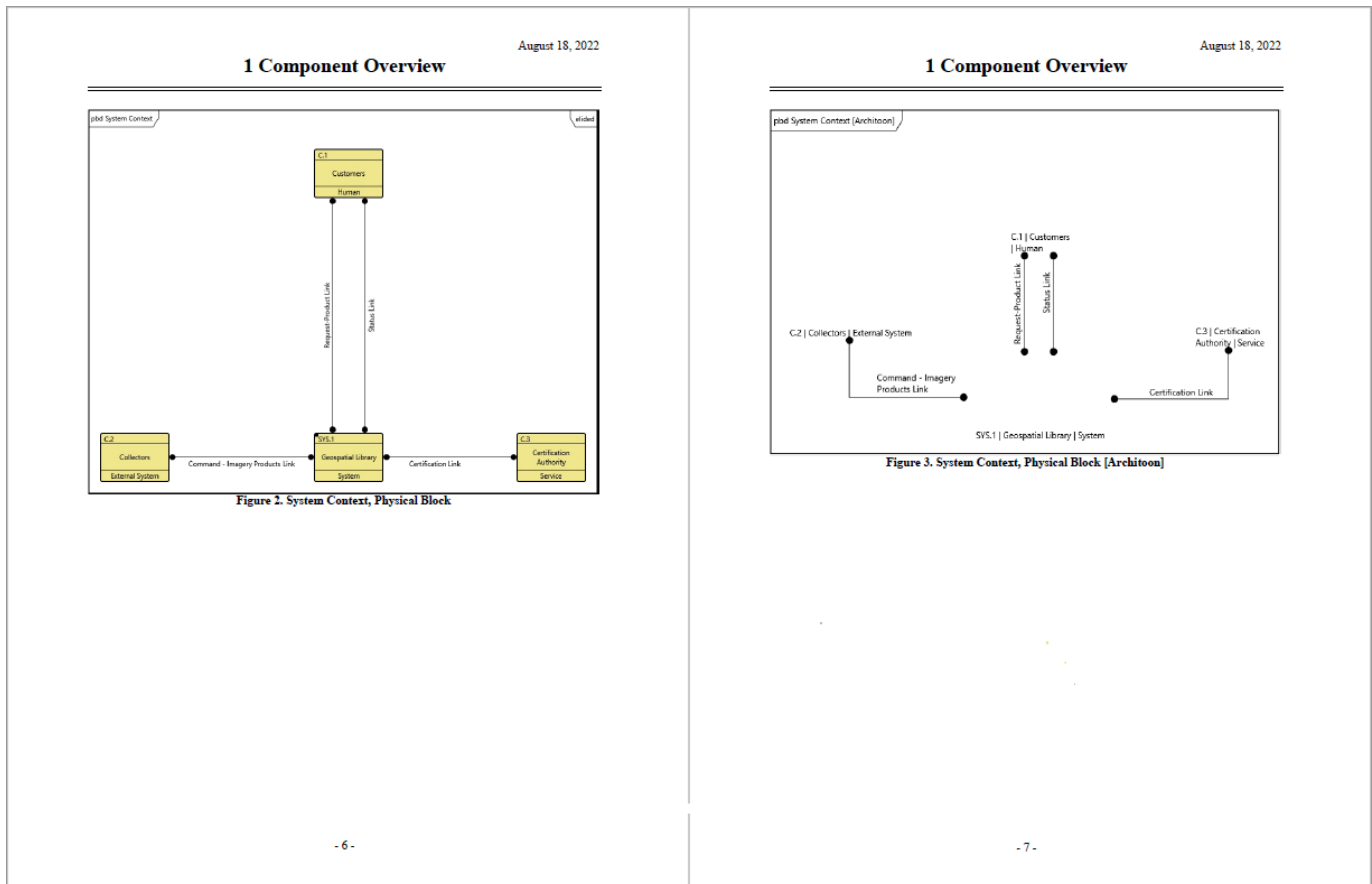 August 18, 2022
1 Component Overview
pbd System Context
elided
C.1
Customers
Human
Request-Product Link
Status Link
C.2
Collectors
External System
Command - Imagery Products Link
SYS.1
Geospatial Library
System
Certification Link
C.3
Certification
Authority
Service
Figure 2. System Context, Physical Block
- 6 -
August 18, 2022
1 Component Overview
pbd System Context [Architoon]
C.1 | Customers
| Human
Request-Product Link
Status Link
C.2 | Collectors | External System
C.3 | Certification
Authority | Service
Command - Imagery
Products Link
Certification Link
SYS.1 | Geospatial Library | System
Figure 3. System Context, Physical Block [Architoon]
- 7 -